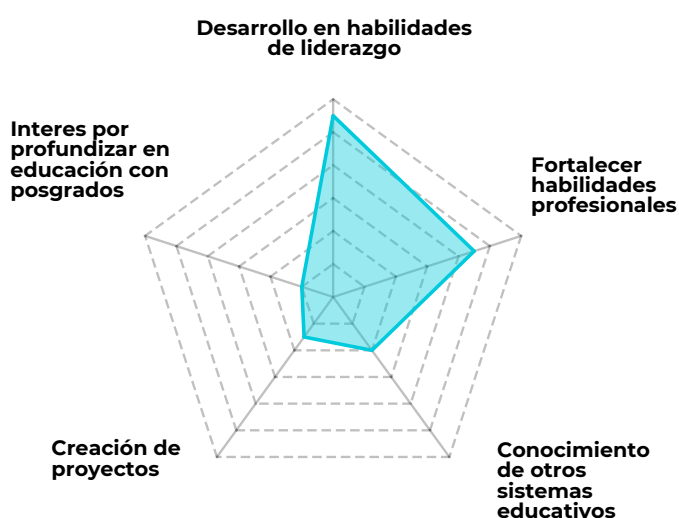 Desarrollo en habilidades
de liderazgo
Interes por
profundizar en
educación con
posgrados
Fortalecer
habilidades
profesionales
Creación de
proyectos
Conocimiento
de otros
sistemas
educativos